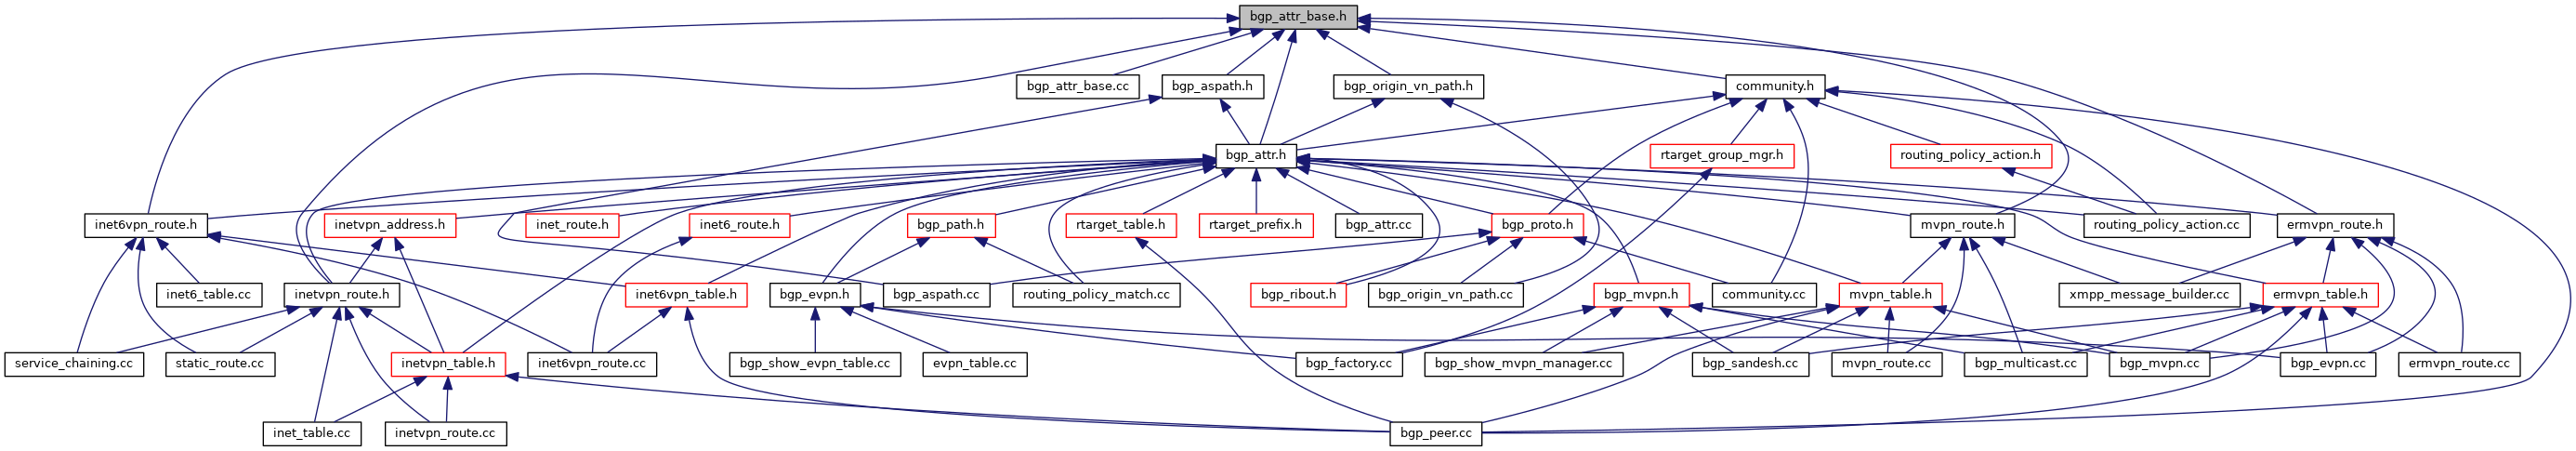 bgp_attr_base.h
bgp_attr_base.cc
bgp_aspath.h
bgp_origin_vn_path.h
community.h
bgp_attr.h
rtarget_group_mgr.h
routing_policy_action.h
inet6vpn_route.h
inetvpn_address.h
inet_route.h
inet6_route.h
bgp_path.h
rtarget_table.h
rtarget_prefix.h
bgp_attr.cc
bgp_proto.h
mvpn_route.h
routing_policy_action.cc
ermvpn_route.h
inet6_table.cc
inetvpn_route.h
inet6vpn_table.h
bgp_evpn.h
bgp_aspath.cc
routing_policy_match.cc
bgp_ribout.h
bgp_origin_vn_path.cc
bgp_mvpn.h
community.cc
mvpn_table.h
xmpp_message_builder.cc
ermvpn_table.h
service_chaining.cc
static_route.cc
inetvpn_table.h
inet6vpn_route.cc
bgp_show_evpn_table.cc
evpn_table.cc
bgp_factory.cc
bgp_show_mvpn_manager.cc
bgp_sandesh.cc
mvpn_route.cc
bgp_multicast.cc
bgp_mvpn.cc
bgp_evpn.cc
ermvpn_route.cc
inet_table.cc
inetvpn_route.cc
bgp_peer.cc